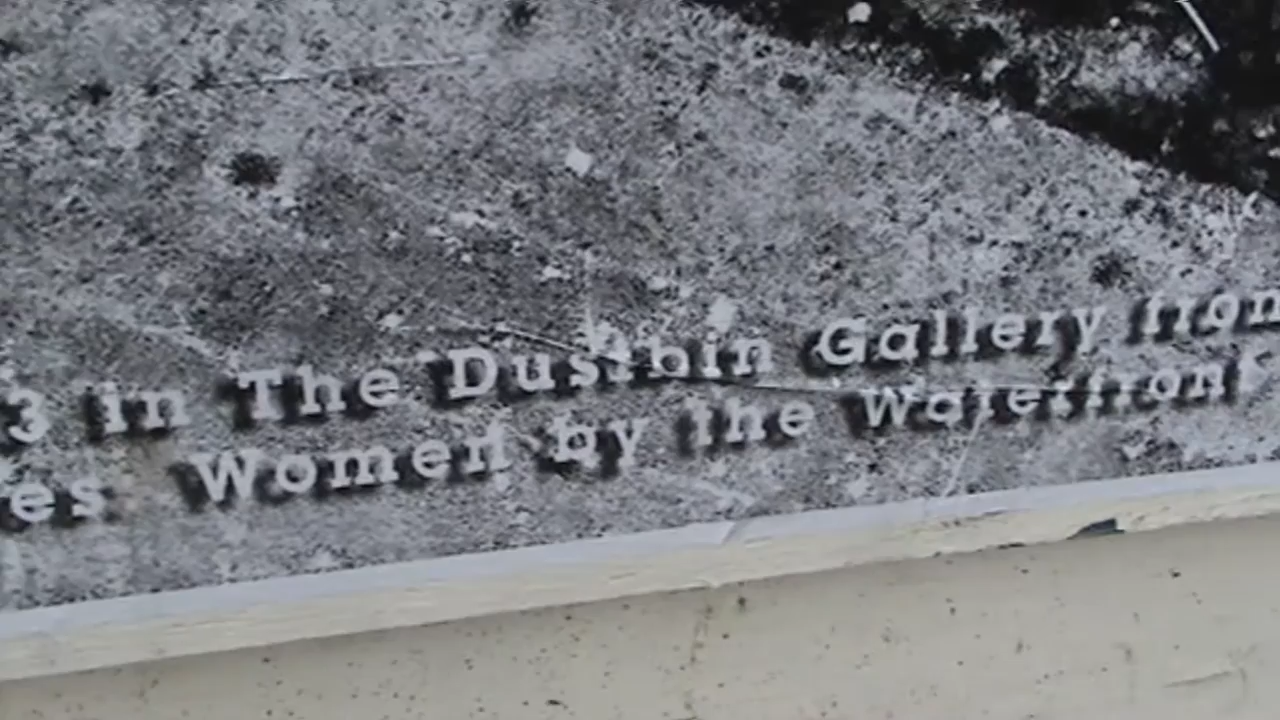 3 in The Dustbin Gallery from
es Women by the Waterfront